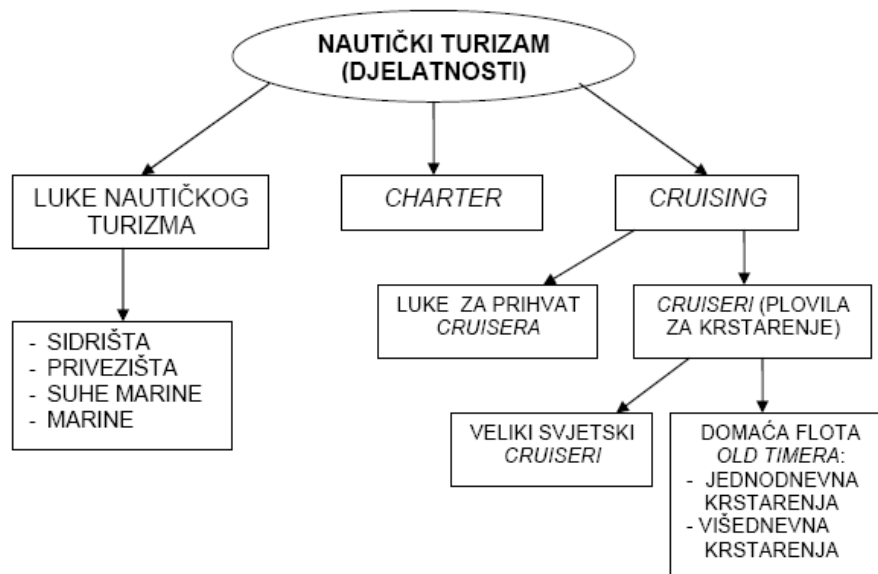 NAUTIČKI TURIZAM
(DJELATNOSTI)
LUKE NAUTIČKOG
TURIZMA
CHARTER
CRUISING
LUKE ZA PRIHVAT
CRUISERA
CRUISERI (PLOVILA
ZA KRSTARENJE)
- SIDRIŠTA
- PRIVEZIŠTA
- SUHE MARINE
- MARINE
VELIKI SVJETSKI
CRUISERI
DOMAĆA FLOTA
OLD TIMERA:
- JEDNODNEVNA
KRSTARENJA
- VIŠEDNEVNA
KRSTARENJA